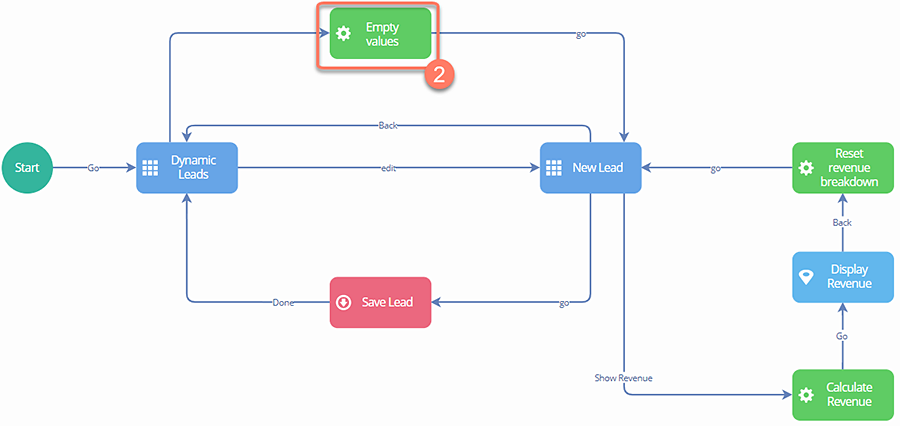 Empty
values
go
2
Back
Start
Go
Dynamic
Leads
edit
New Lead
go
Reset
revenue
breakdown
Back
Display
Revenue
Done
Save Lead
go
Go
Show Revenue
Calculate
Revenue